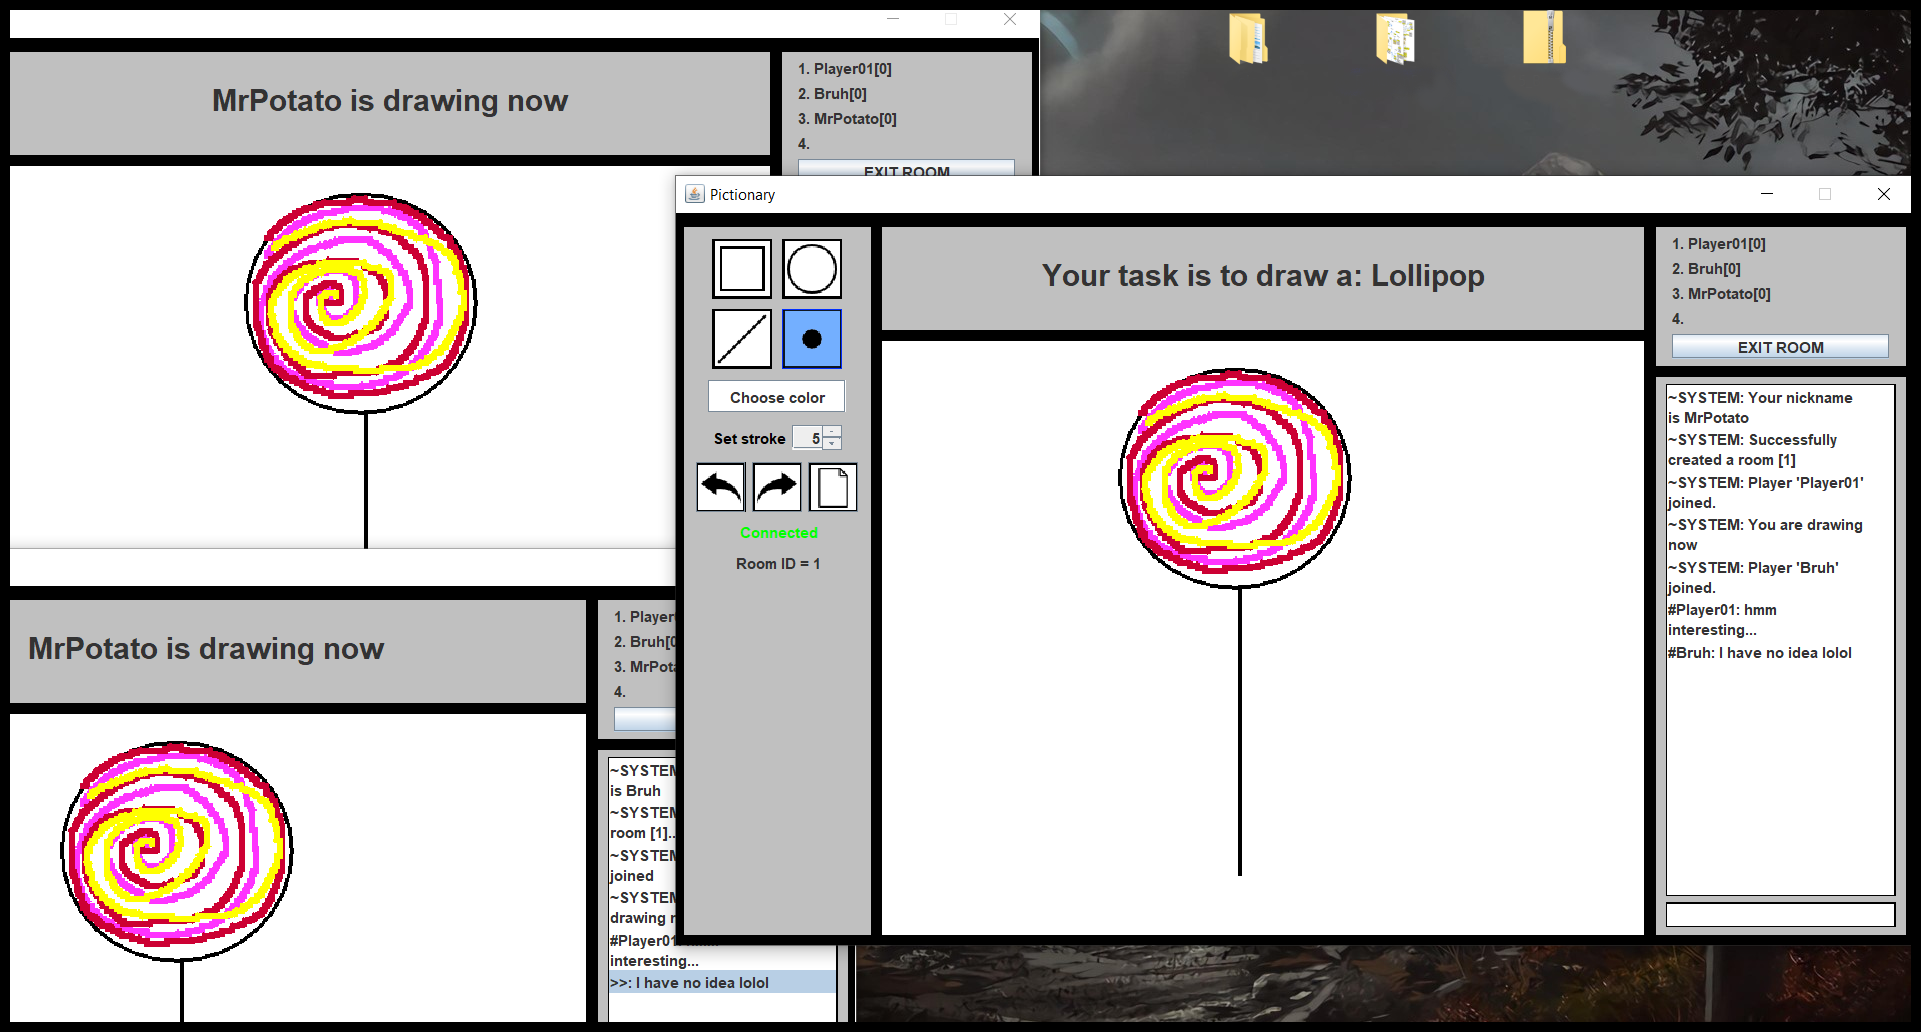 MrPotato is drawing now
1. Player01[0]
2. Bruh[0]
3. MrPotato[0]
4.
EXIT ROOM
MrPotato is drawing now
1. Player
2. Bruh[0
3. MrPota
4.
~SYSTEM
is Bruh
~SYSTEM
room [1]..
~SYSTEM
joined
~SYSTEM
drawing
#Player01
interesting...
>>: I have no idea lolol
Pictionary
Choose color
Set stroke 5
Connected
Room ID = 1
Your task is to draw a: Lollipop
1. Player01[0]
2. Bruh[0]
3. MrPotato[0]
4.
EXIT ROOM
~SYSTEM: Your nickname
is MrPotato
~SYSTEM: Successfully
created a room [1]
~SYSTEM: Player 'Player01'
joined.
~SYSTEM: You are drawing
now
~SYSTEM: Player 'Bruh'
joined.
#Player01: hmm
interesting...
#Bruh: I have no idea lolol